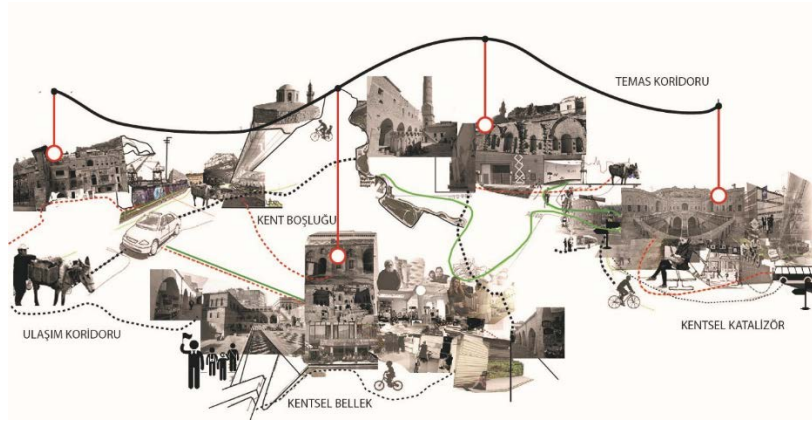 TEMAS KORİDORU
KENT BOŞLUĞU
ULAŞIM KORİDORU
KENTSEL KATALİZÖR
KENTSEL BELLEK